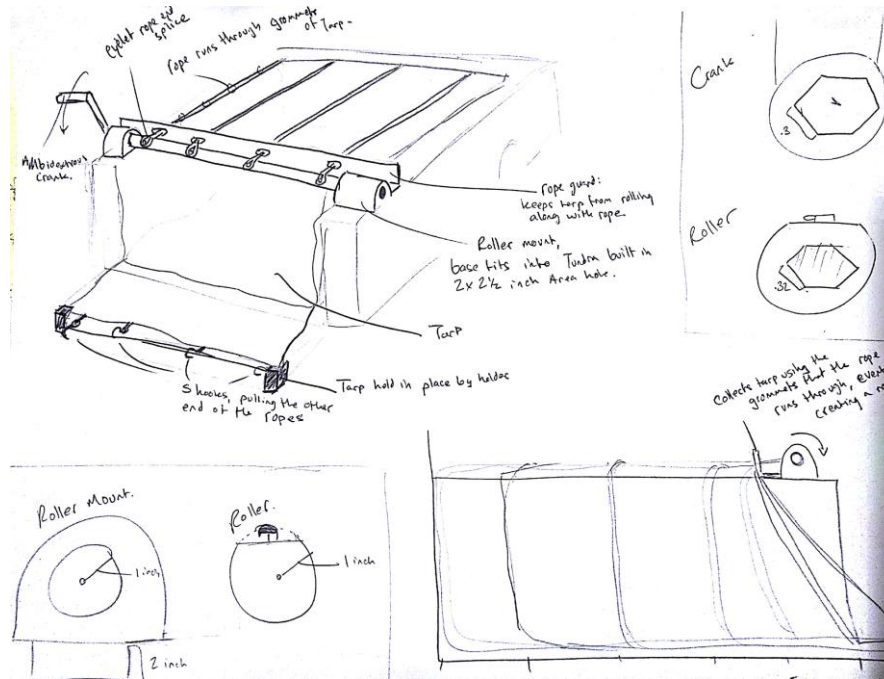 Eyelet rope end
splice
rope runs through grommets
of Tarp.
Ambidextrous
Crank.
rope guard:
keeps tarp from rolling
along with rope.
Roller mount,
base fits into Tundra built in
2x 2½ inch Area hole.
Tarp
Tarp held in place by holder
S hooks, pulling the other
end of the ropes
Crank
.3
Roller
.32
collects tarp using the
grommets that the rope
runs through,
creating a
Roller Mount.
1 inch
2 inch
Roller.
1 inch